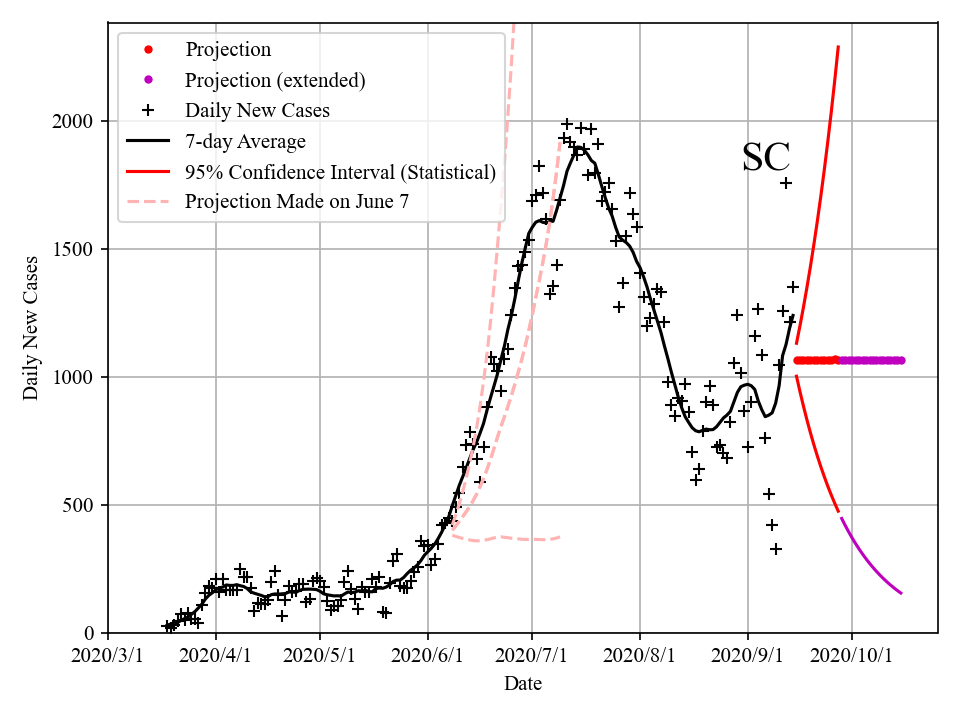 Projection
Projection (extended)
Daily New Cases
7-day Average
95% Confidence Interval (Statistical)
Projection Made on June 7
SC
Daily New Cases
2000
1500
1000
500
0
2020/3/1 2020/4/1 2020/5/1 2020/6/1 2020/7/1 2020/8/1 2020/9/1 2020/10/1
Date